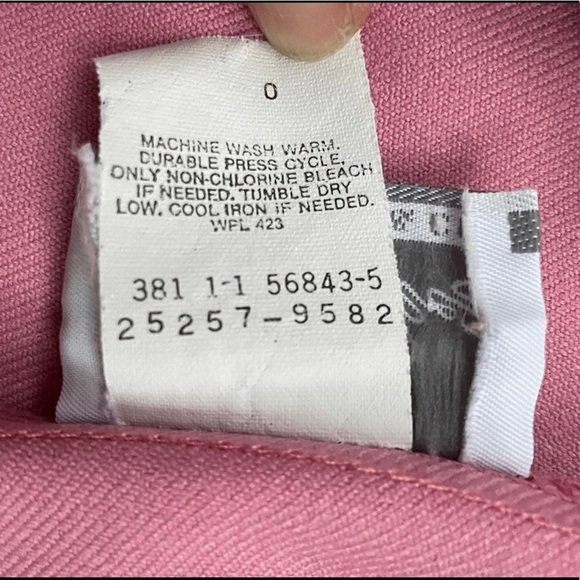 0
MACHINE WASH WARM.
DURABLE PRESS CYCLE.
ONLY NON-CHLORINE BLEACH
IF NEEDED. TUMBLE DRY
LOW. COOL IRON IF NEEDED.
WPL 423
381 1-1 56843-5
25257-9582